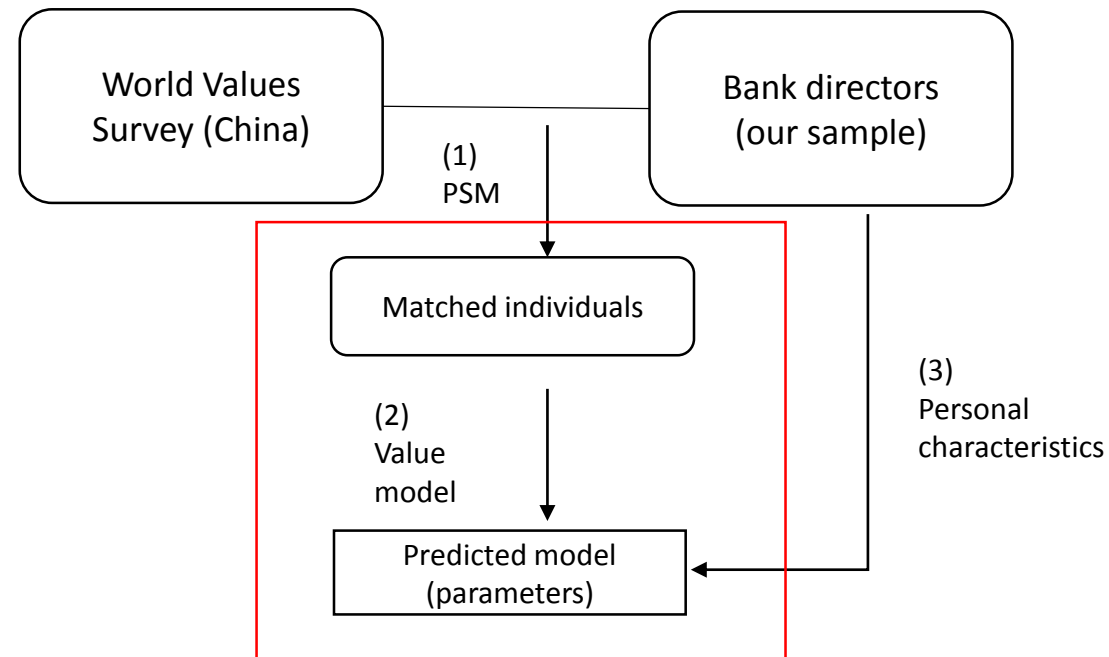 World Values
Survey (China)
Bank directors
(our sample)
(1)
PSM
Matched individuals
(2)
Value
model
(3)
Personal
characteristics
Predicted model
(parameters)